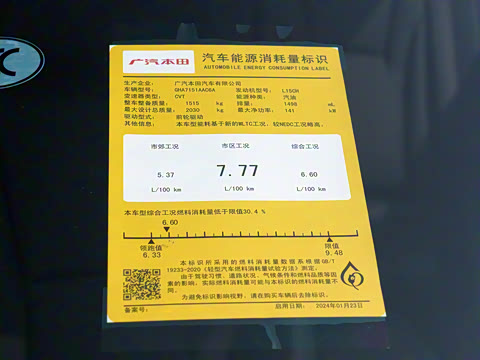 广汽本田 汽车能源消耗量标识
AUTOMOBILE ENERGY CONSUMPTION LABEL
生产企业: 广汽本田汽车有限公司
车辆型号: GHA7151AAC6A 发动机型号: L15CN
变速器类型: CVT 能源种类: 汽油
整车整备质量: 1515 kg 排量: 1498 mL
最大设计总质量: 2030 kg 最大净功率: 141 kW
驱动型式: 前轮驱动
其他信息: 本车型能耗基于新的WLTC工况,较NEDC工况略高。
市郊工况 市区工况 综合工况
5.37 7.77 6.60
L/100 km L/100 km L/100 km
本车型综合工况燃料消耗量低于限值30.4 %
6.60
领跑值 限值
6.33 9.48
本标识所采用的燃料消耗量数据系根据GB/T
19233-2020《轻型汽车燃料消耗量试验方法》测定。
由于驾驶习惯、道路状况、气候条件和燃料品质等因
素的影响,实际燃料消耗量可能与本标识的燃料消耗量不
同。
为避免标识影响视野,请在购买车辆后去除标识。
备案号: 启用日期: 2024年01月23日
C